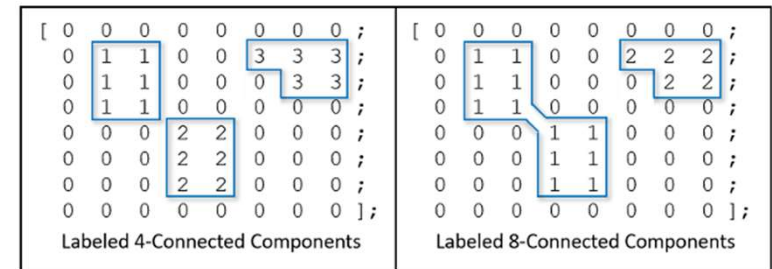 [ 0 0 0 0 0 0 0 0 ;
0 1 1 0 0 3 3 3 ;
0 1 1 0 0 0 3 3 ;
0 1 1 0 0 0 0 0 ;
0 0 0 2 2 0 0 0 ;
0 0 0 2 2 0 0 0 ;
0 0 0 2 2 0 0 0 ;
0 0 0 0 0 0 0 0 ];
Labeled 4-Connected Components
[ 0 0 0 0 0 0 0 0 ;
0 1 1 0 0 2 2 2 ;
0 1 1 0 0 0 2 2 ;
0 1 1 0 0 0 0 0 ;
0 0 0 1 1 0 0 0 ;
0 0 0 1 1 0 0 0 ;
0 0 0 1 1 0 0 0 ;
0 0 0 0 0 0 0 0 ];
Labeled 8-Connected Components